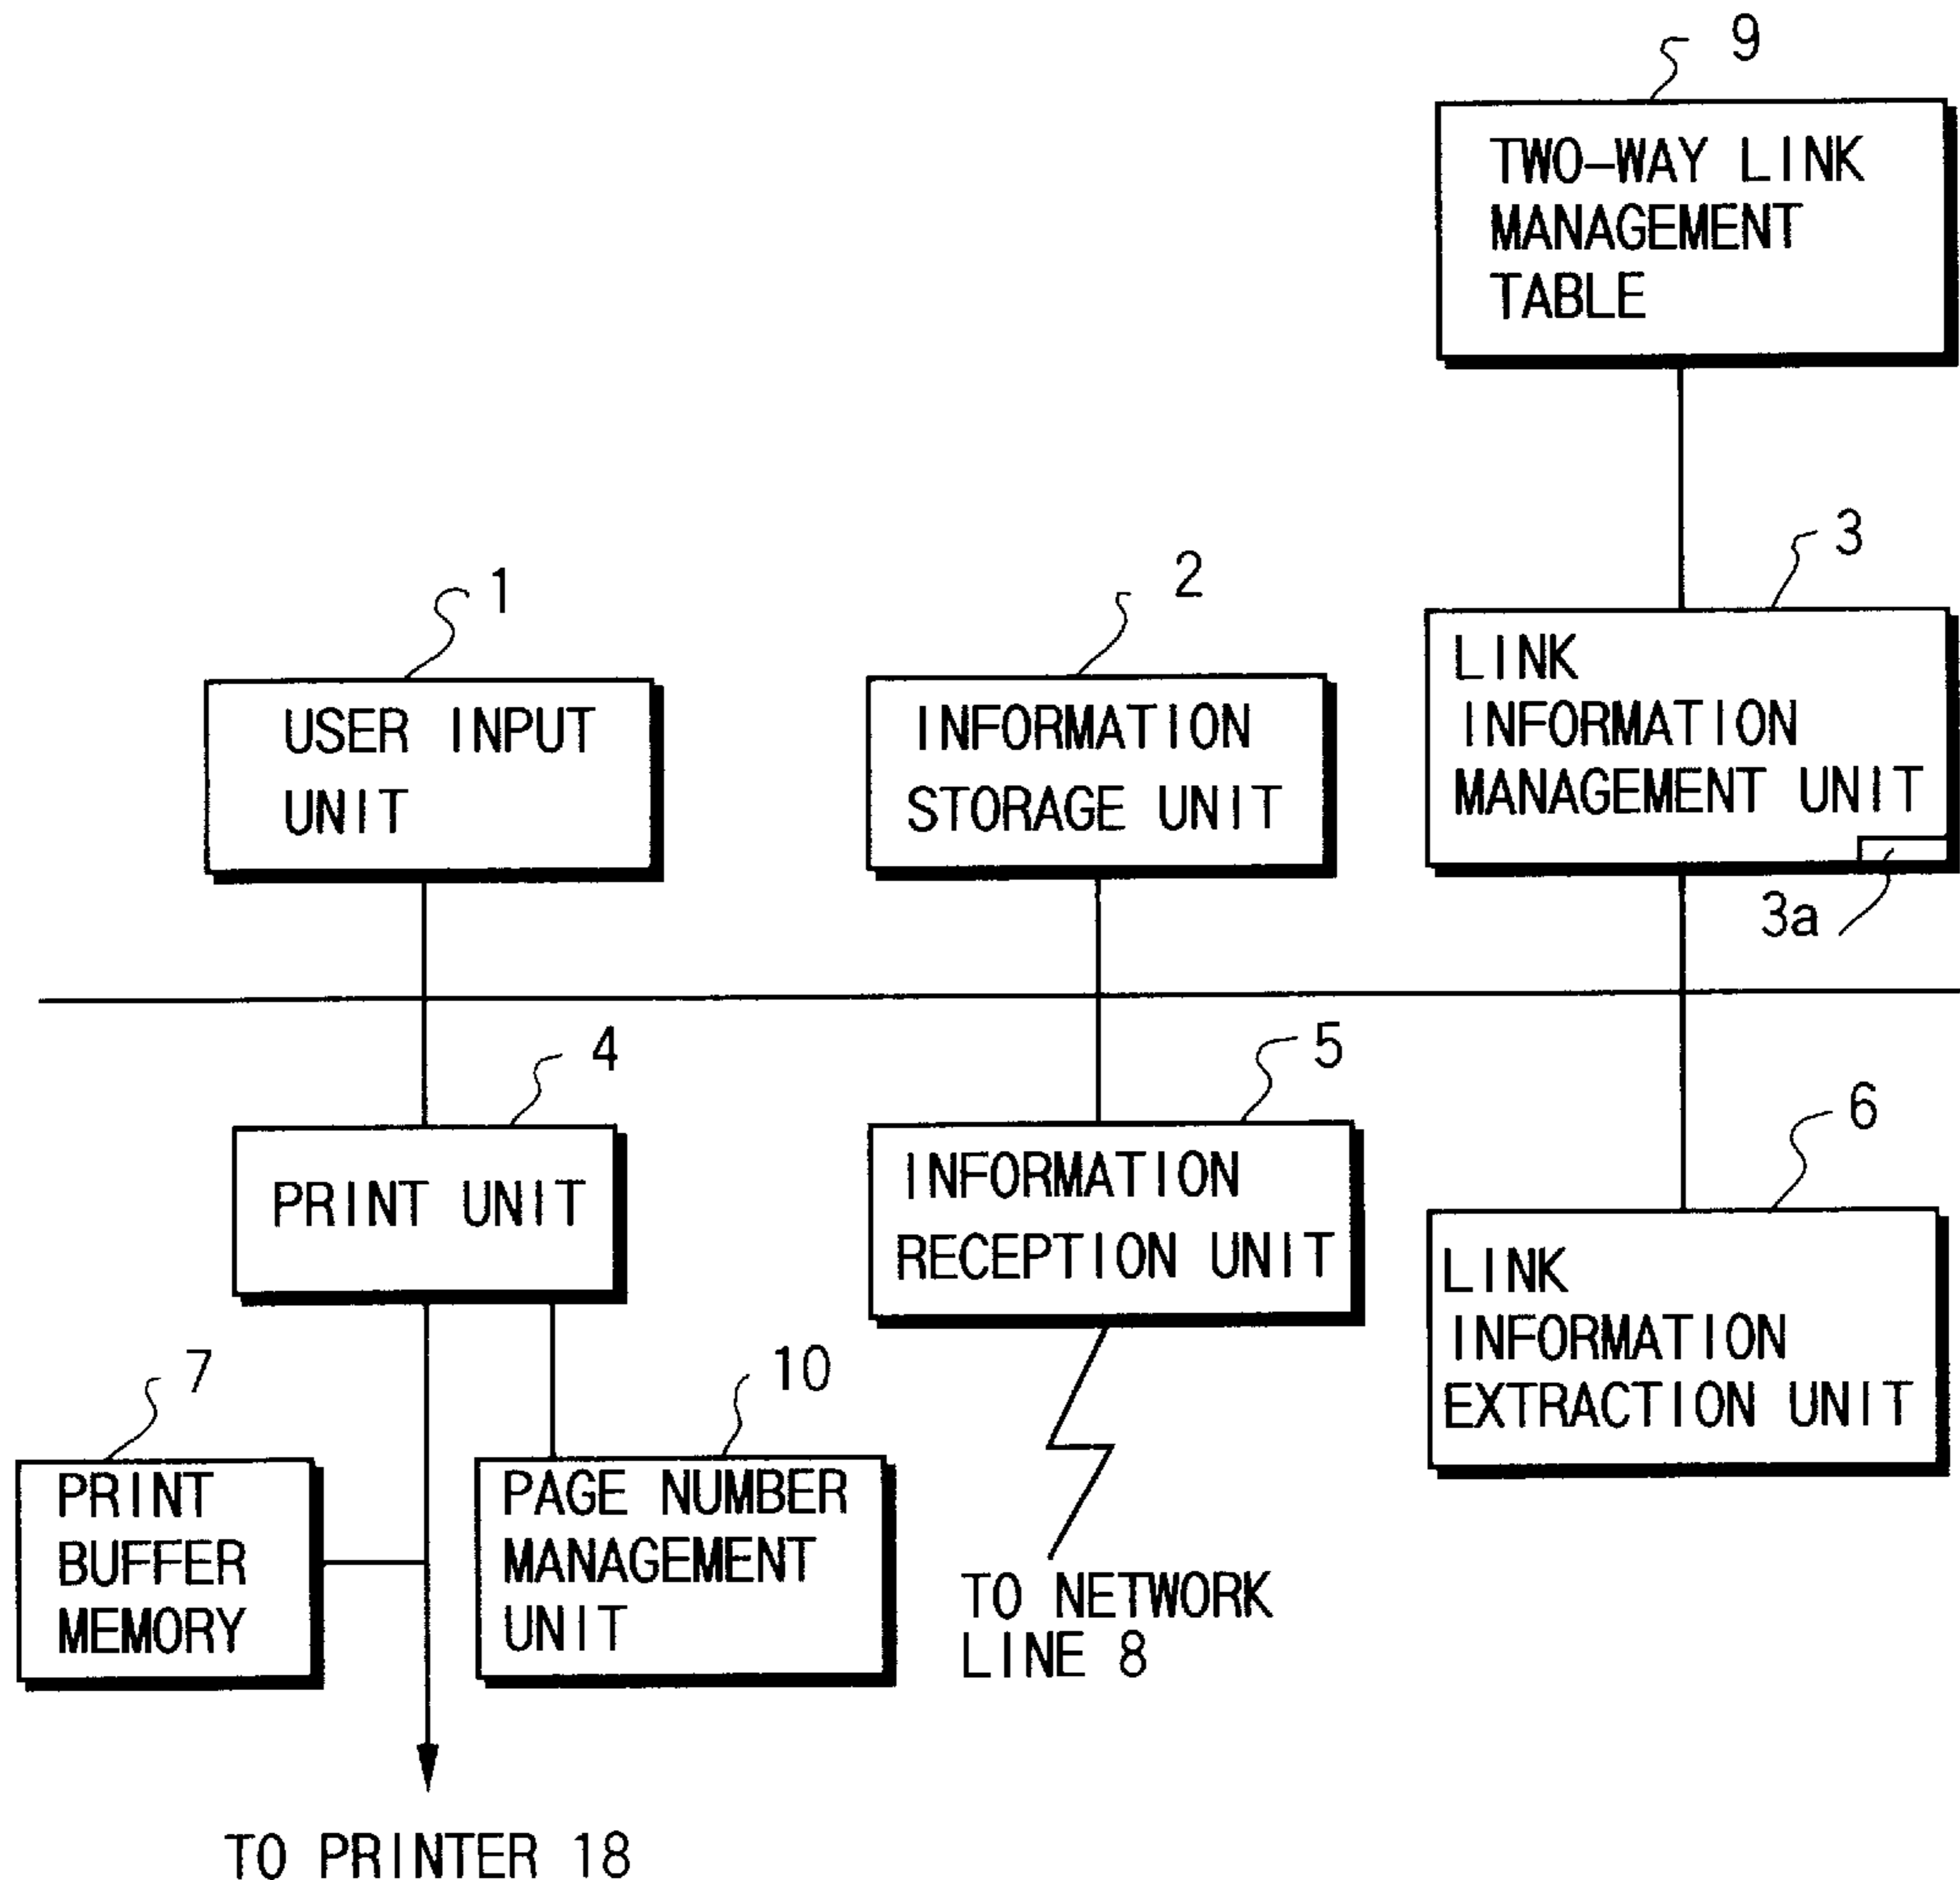 9
TWO-WAY LINK
MANAGEMENT
TABLE
1
USER INPUT
UNIT
2
INFORMATION
STORAGE UNIT
3
LINK
INFORMATION
MANAGEMENT UNIT
3a
4
PRINT UNIT
5
INFORMATION
RECEPTION UNIT
6
LINK
INFORMATION
EXTRACTION UNIT
7
PRINT
BUFFER
MEMORY
10
PAGE NUMBER
MANAGEMENT
UNIT
TO NETWORK
LINE 8
TO PRINTER 18